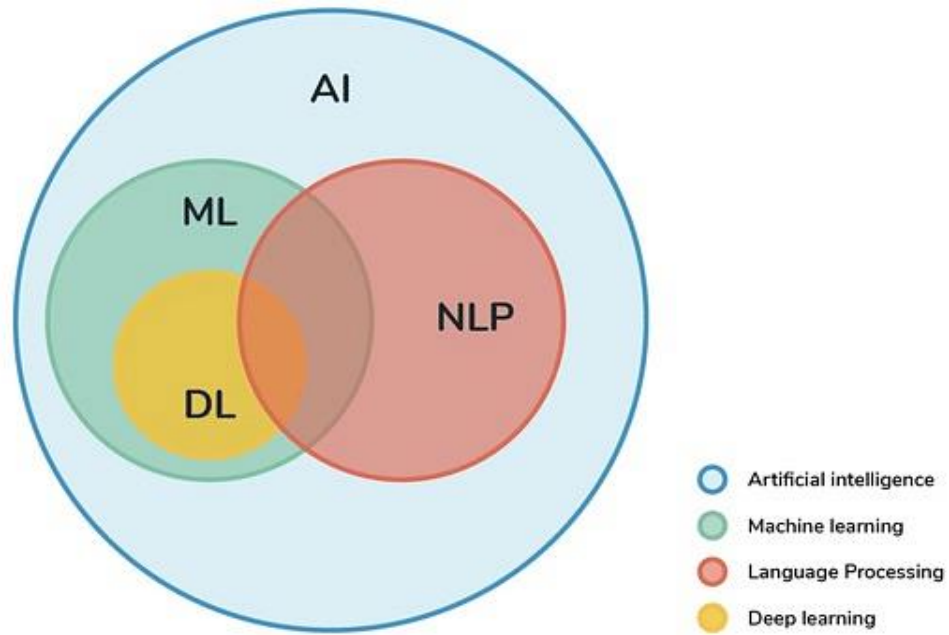 AI
ML
NLP
DL
Artificial intelligence
Machine learning
Language Processing
Deep learning